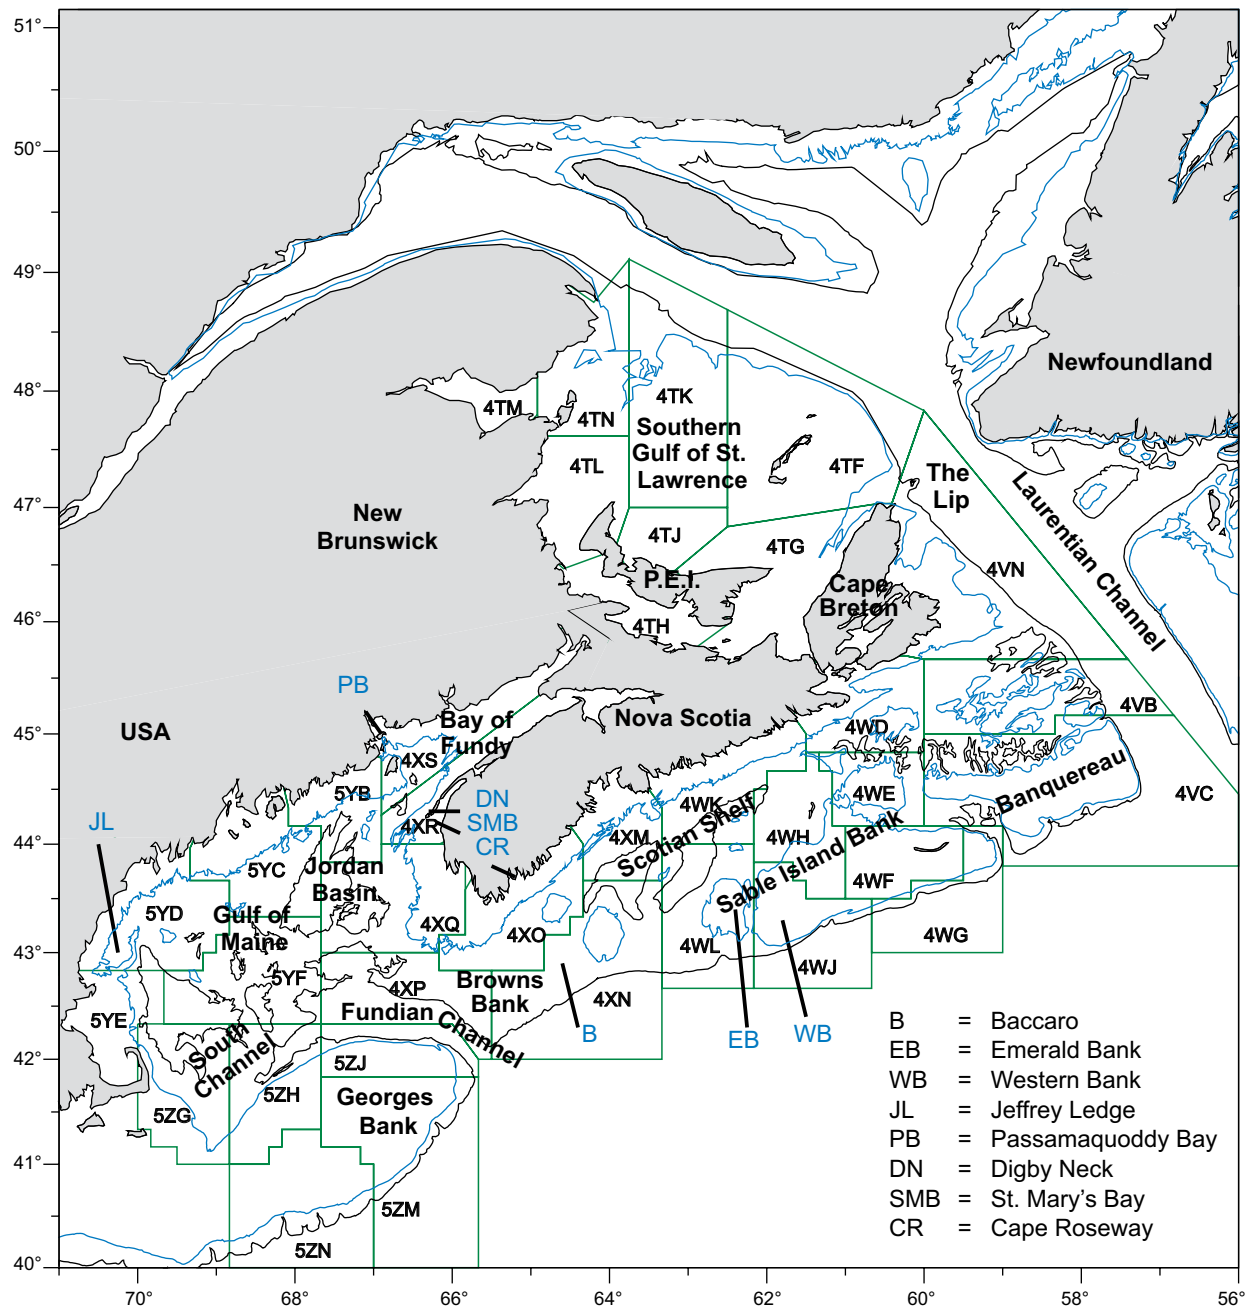 51°
50°
49°
48°
47°
46°
45°
44°
43°
42°
41°
40°
70°
68°
66°
64°
62°
60°
58°
56°
Newfoundland
4TM
4TN
4TK
Southern
Gulf of St.
Lawrence
4TL
4TF
The
Lip
Laurentian Channel
New
Brunswick
4TJ
4TG
4VN
P.E.I.
Cape
Breton
4TH
PB
USA
Bay of
Fundy
Nova Scotia
4VB
4WD
4XS
5YB
DN
SMB
CR
4XR
4WK
4WE
Banquereau
4VC
JL
4XM
Scotian Shelf
4WH
Sable Island Bank
5YC
Jordan
Basin
4WF
5YD
Gulf of
Maine
4XQ
4XO
4WL
4WG
4WJ
5YF
4XP
Browns
Bank
4XN
5YE
Fundian
Channel
South
Channel
B
EB
WB
5ZJ
5ZH
5ZG
Georges
Bank
5ZM
5ZN
B = Baccaro
EB = Emerald Bank
WB = Western Bank
JL = Jeffrey Ledge
PB = Passamaquoddy Bay
DN = Digby Neck
SMB = St. Mary's Bay
CR = Cape Roseway